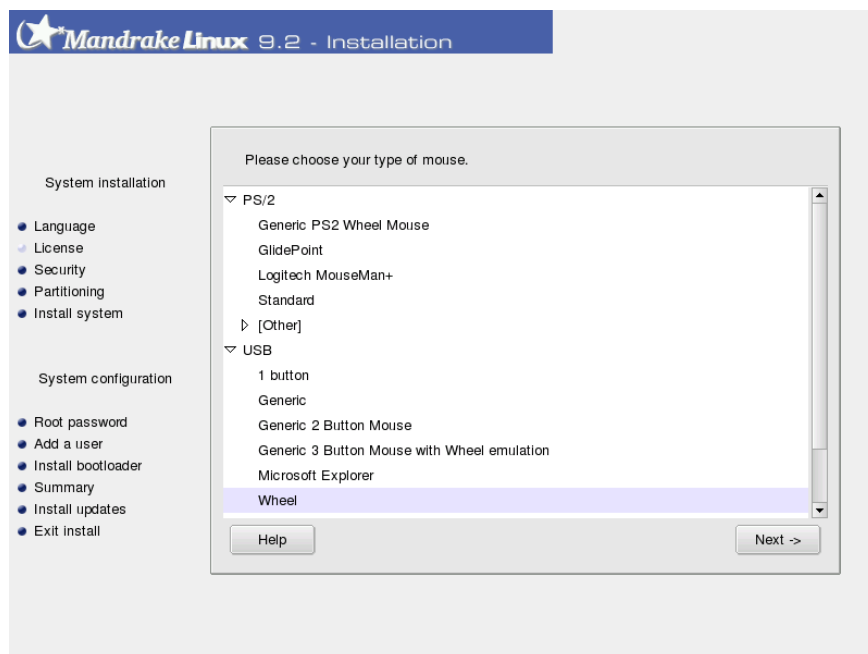 Mandrake Linux 9.2 - Installation
Please choose your type of mouse.
System installation
Language
License
Security
Partitioning
Install system
System configuration
Root password
Add a user
Install bootloader
Summary
Install updates
Exit install
PS/2
Generic PS2 Wheel Mouse
GlidePoint
Logitech MouseMan+
Standard
[Other]
USB
1 button
Generic
Generic 2 Button Mouse
Generic 3 Button Mouse with Wheel emulation
Microsoft Explorer
Wheel
Help
Next ->